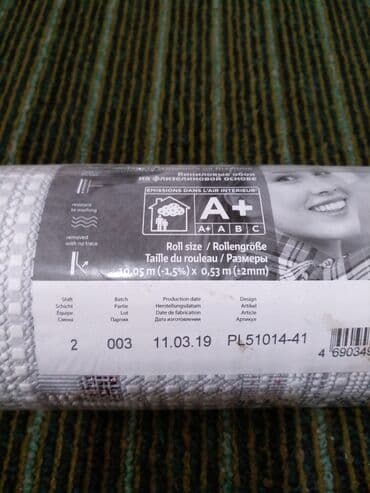 Виниловые обои
на флизелиновой основе
ÉMISSIONS DANS L'AIR INTÉRIEUR
A+
A+ A B C
resistant
to washing
removed
with no trace
Roll size / Rollengröße
Taille du rouleau / Размеры
10,05 m (-1,5%) x 0,53 m (±2mm)
Shift Batch Production date Design
Schicht Partie Herstellungsdatum Artikel
Équipe Lot Date de fabrication Article
Смена Партия Дата изготовления Артикул
2 003 11.03.19 PL51014-41
4 690349